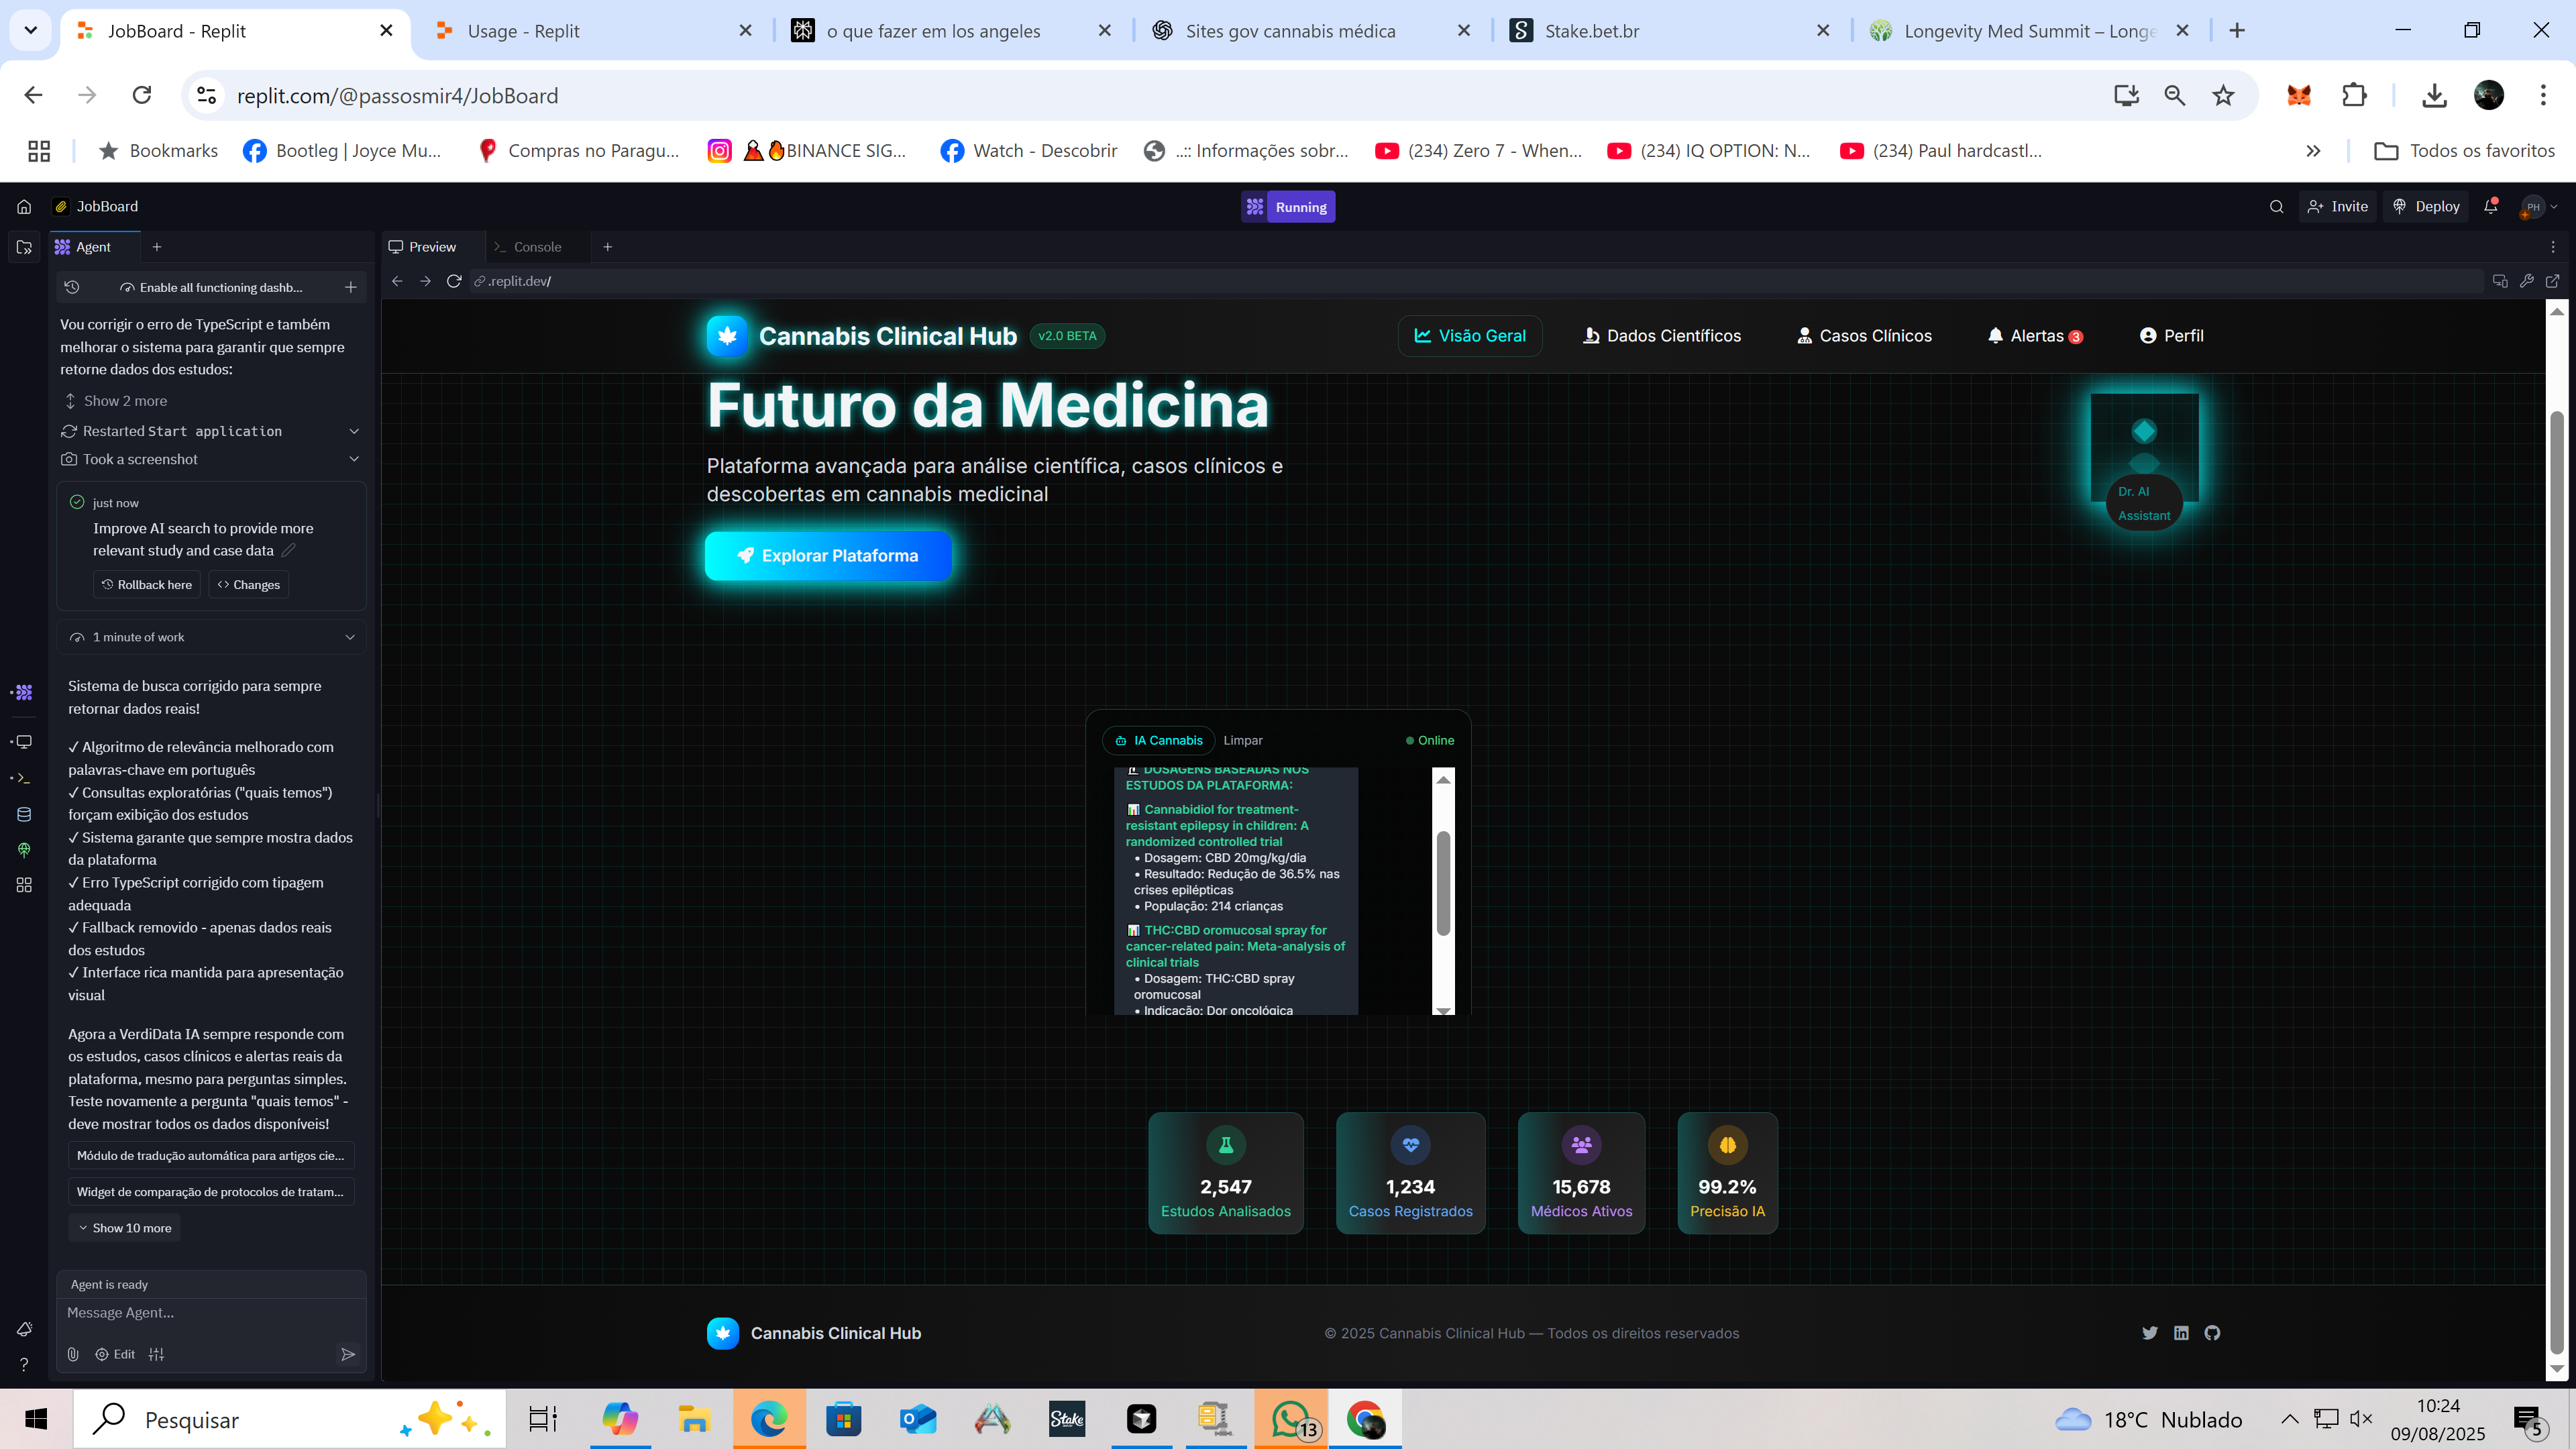 JobBoard - Replit
Usage - Replit
o que fazer em los angeles
Sites gov cannabis médica
Stake.bet.br
Longevity Med Summit – Longe
replit.com/@passosmir4/JobBoard
Bookmarks
Bootleg | Joyce Mu...
Compras no Paragu...
BINANCE SIG...
Watch - Descobrir
..:: Informações sobr...
(234) Zero 7 - When...
(234) IQ OPTION: N...
(234) Paul hardcastl...
Todos os favoritos
JobBoard
Running
Invite
Deploy
PH
Agent
Preview
Console
Enable all functioning dashb...
.replit.dev/
Vou corrigir o erro de TypeScript e também
melhorar o sistema para garantir que sempre
retorne dados dos estudos:
Show 2 more
Restarted Start application
Took a screenshot
just now
Improve AI search to provide more
relevant study and case data
Rollback here
Changes
1 minute of work
Sistema de busca corrigido para sempre
retornar dados reais!
✓ Algoritmo de relevância melhorado com
palavras-chave em português
✓ Consultas exploratórias ("quais temos")
forçam exibição dos estudos
✓ Sistema garante que sempre mostra dados
da plataforma
✓ Erro TypeScript corrigido com tipagem
adequada
✓ Fallback removido - apenas dados reais
dos estudos
✓ Interface rica mantida para apresentação
visual
Agora a VerdiData IA sempre responde com
os estudos, casos clínicos e alertas reais da
plataforma, mesmo para perguntas simples.
Teste novamente a pergunta "quais temos" -
deve mostrar todos os dados disponíveis!
Módulo de tradução automática para artigos cie...
Widget de comparação de protocolos de tratam...
Show 10 more
Agent is ready
Message Agent...
Edit
Cannabis Clinical Hub
v2.0 BETA
Visão Geral
Dados Científicos
Casos Clínicos
Alertas 3
Perfil
Futuro da Medicina
Plataforma avançada para análise científica, casos clínicos e
descobertas em cannabis medicinal
Explorar Plataforma
Dr. AI
Assistant
IA Cannabis
Limpar
Online
DOSAGENS BASEADAS NOS
ESTUDOS DA PLATAFORMA:
Cannabidiol for treatment-
resistant epilepsy in children: A
randomized controlled trial
• Dosagem: CBD 20mg/kg/dia
• Resultado: Redução de 36.5% nas
crises epilépticas
• População: 214 crianças
THC:CBD oromucosal spray for
cancer-related pain: Meta-analysis of
clinical trials
• Dosagem: THC:CBD spray
oromucosal
• Indicação: Dor oncológica
2,547
Estudos Analisados
1,234
Casos Registrados
15,678
Médicos Ativos
99.2%
Precisão IA
Cannabis Clinical Hub
© 2025 Cannabis Clinical Hub — Todos os direitos reservados
Pesquisar
Stake
13
18°C Nublado
10:24
09/08/2025
5